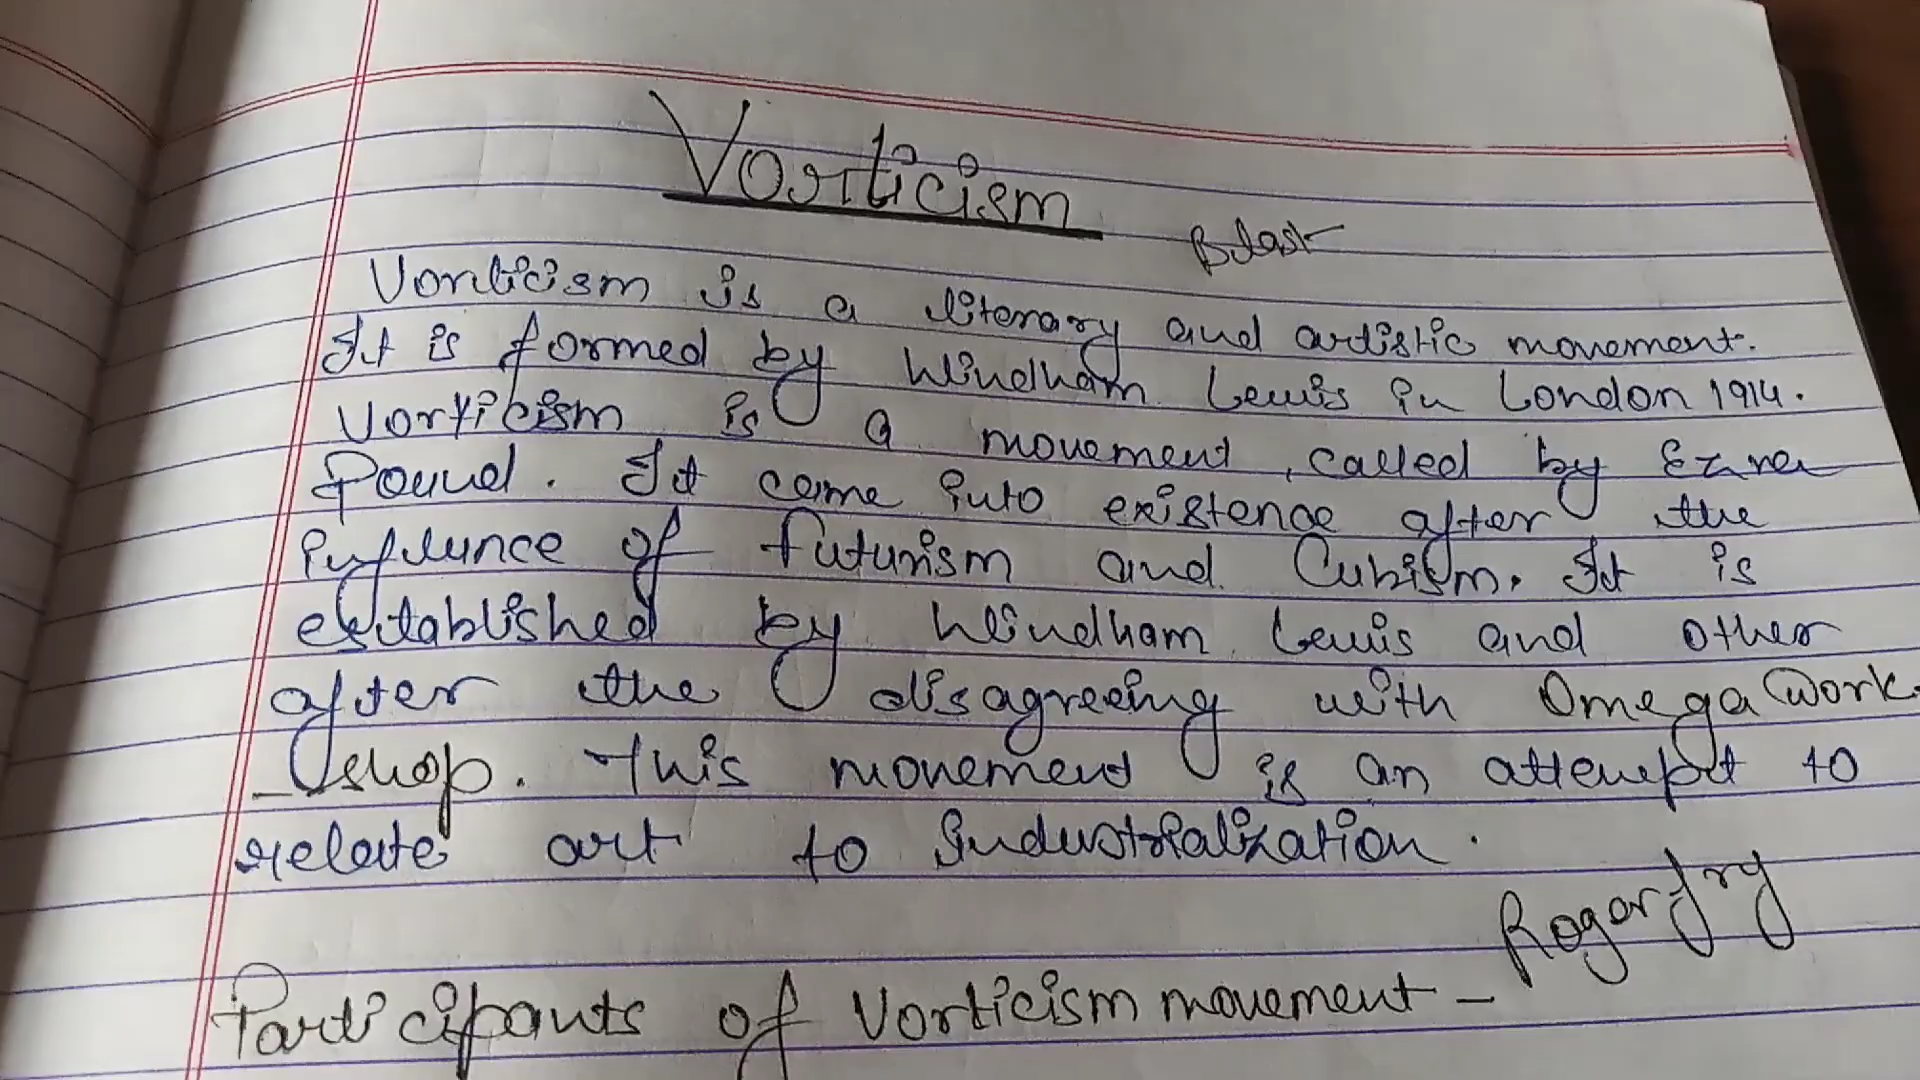 Vorticism
Blast
Vorticism is a literary and artistic movement.
It is formed by Windham Lewis in London 1914.
Vorticism is a movement, called by Ezra
Pound. It came into existence after the
influnce of futurism and Cubism. It is
established by Windham Lewis and other
after the disagreeing with Omega Work-
shop. This movement is an attempt to
relate art to Industrialization.
Roger fry
Participants of Vorticism movement -